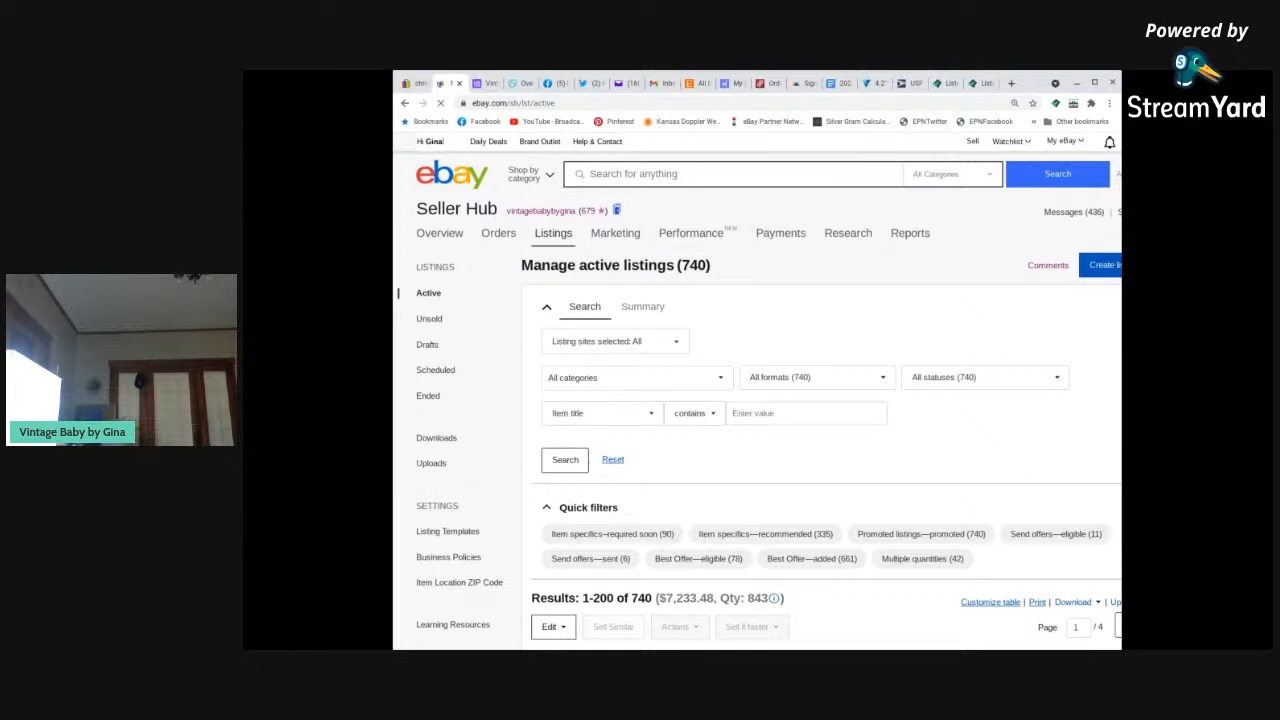 Powered by
StreamYard
Vintage Baby by Gina
ebay.com/sh/lst/active
Bookmarks Facebook YouTube - Broadca... Pinterest Kansas Doppler We... eBay Partner Netw... Silver Gram Calcula... EPNTwitter EPNFacebook » Other bookmarks
Hi Gina! Daily Deals Brand Outlet Help & Contact Sell Watchlist My eBay
ebay Shop by category Search for anything All Categories Search
Seller Hub vintagebabybygina (679 ★) Messages (436) |
Overview Orders Listings Marketing Performance NEW Payments Research Reports
LISTINGS
Active
Unsold
Drafts
Scheduled
Ended
Downloads
Uploads
SETTINGS
Listing Templates
Business Policies
Item Location ZIP Code
Learning Resources
Manage active listings (740)
Comments Create li
Search Summary
Listing sites selected: All
All categories All formats (740) All statuses (740)
Item title contains Enter value
Search Reset
Quick filters
Item specifics–required soon (90) Item specifics—recommended (335) Promoted listings—promoted (740) Send offers—eligible (11)
Send offers—sent (6) Best Offer—eligible (78) Best Offer—added (661) Multiple quantities (42)
Results: 1-200 of 740 ($7,233.48, Qty: 843)
Customize table | Print | Download | Up
Edit Sell Similar Actions Sell it faster
Page 1 / 4